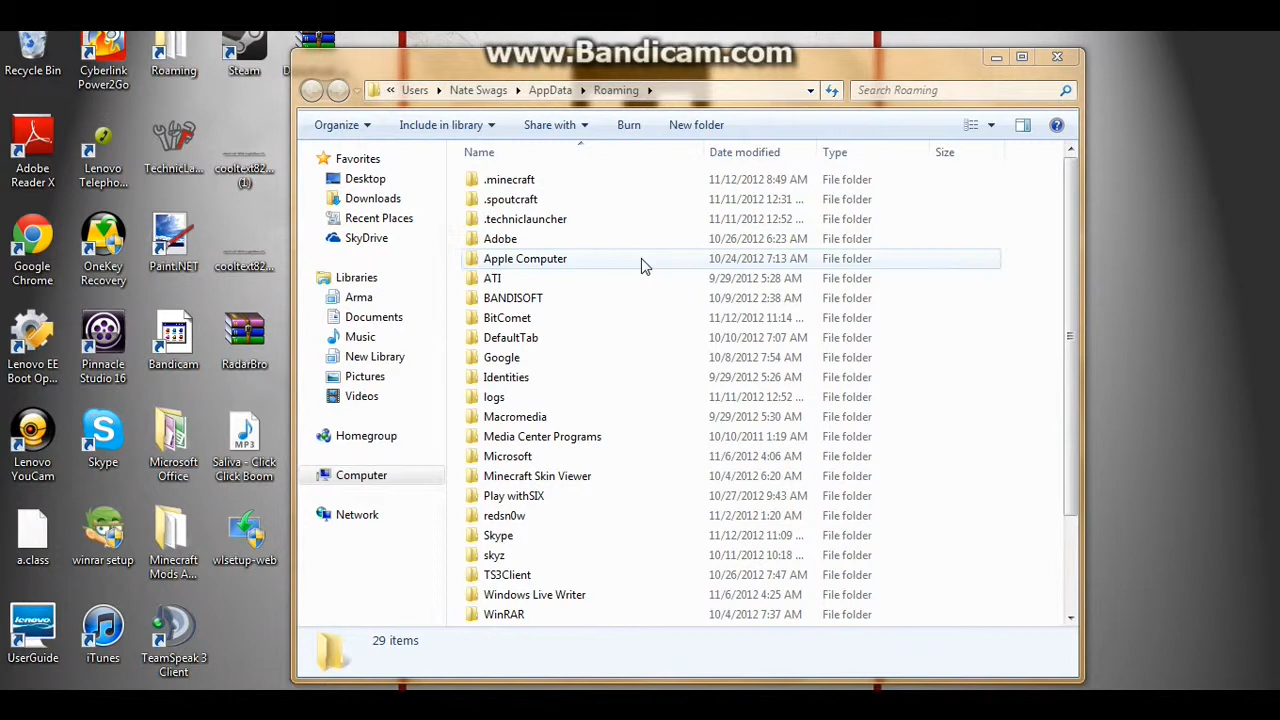 www.Bandicam.com
Recycle Bin
Cyberlink Power2Go
Roaming
Steam
Adobe Reader X
Lenovo Telepho...
TechnicLa...
cooltext82... (1)
Google Chrome
OneKey Recovery
Paint.NET
cooltext82...
Lenovo EE Boot Op...
Pinnacle Studio 16
Bandicam
RadarBro
Lenovo YouCam
Skype
Microsoft Office
Saliva - Click Click Boom
MP3
a.class
winrar setup
Minecraft Mods A...
wlsetup-web
lenovo
UserGuide
iTunes
TeamSpeak 3 Client
« Users Nate Swags AppData Roaming
Search Roaming
Organize Include in library Share with Burn New folder
Favorites
Desktop
Downloads
Recent Places
SkyDrive
Libraries
Arma
Documents
Music
New Library
Pictures
Videos
Homegroup
Computer
Network
Name Date modified Type Size
.minecraft 11/12/2012 8:49 AM File folder
.spoutcraft 11/11/2012 12:31 ... File folder
.techniclauncher 11/11/2012 12:52 ... File folder
Adobe 10/26/2012 6:23 AM File folder
Apple Computer 10/24/2012 7:13 AM File folder
ATI 9/29/2012 5:28 AM File folder
BANDISOFT 10/9/2012 2:38 AM File folder
BitComet 11/12/2012 11:14 ... File folder
DefaultTab 10/10/2012 7:07 AM File folder
Google 10/8/2012 7:54 AM File folder
Identities 9/29/2012 5:26 AM File folder
logs 11/11/2012 12:52 ... File folder
Macromedia 9/29/2012 5:30 AM File folder
Media Center Programs 10/10/2011 1:19 AM File folder
Microsoft 11/6/2012 4:06 AM File folder
Minecraft Skin Viewer 10/4/2012 6:20 AM File folder
Play withSIX 10/27/2012 9:43 AM File folder
redsn0w 11/2/2012 1:20 AM File folder
Skype 11/12/2012 11:09 ... File folder
skyz 10/11/2012 10:18 ... File folder
TS3Client 10/26/2012 7:47 AM File folder
Windows Live Writer 11/6/2012 4:25 AM File folder
WinRAR 10/4/2012 7:37 AM File folder
29 items